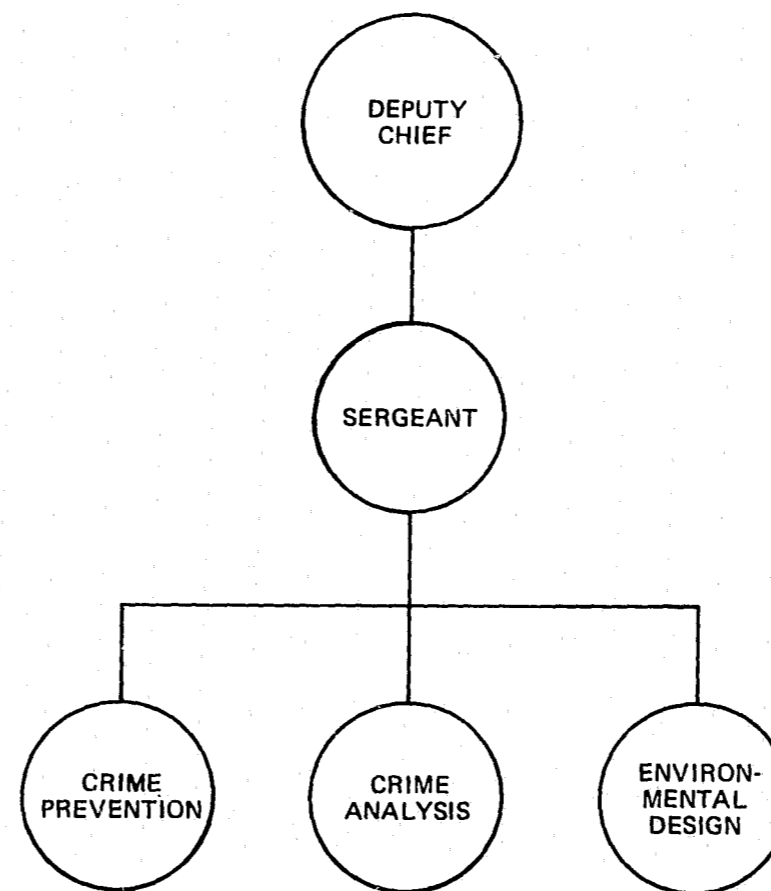 DEPUTY
CHIEF
SERGEANT
CRIME
PREVENTION
CRIME
ANALYSIS
ENVIRON-
MENTAL
DESIGN